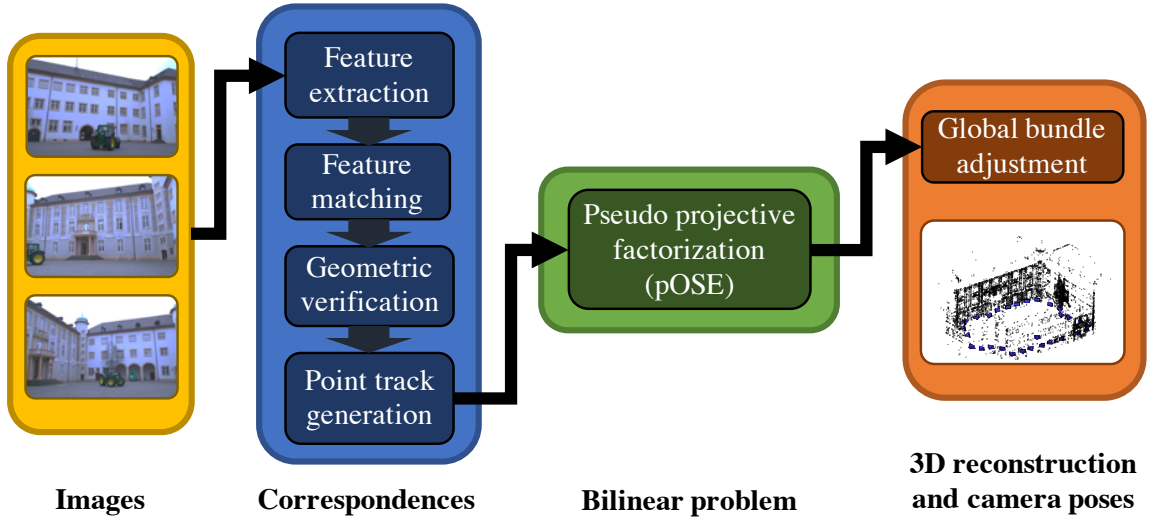 Feature
extraction
Feature
matching
Geometric
verification
Point track
generation
Pseudo projective
factorization
(pOSE)
Global bundle
adjustment
Images
Correspondences
Bilinear problem
3D reconstruction
and camera poses